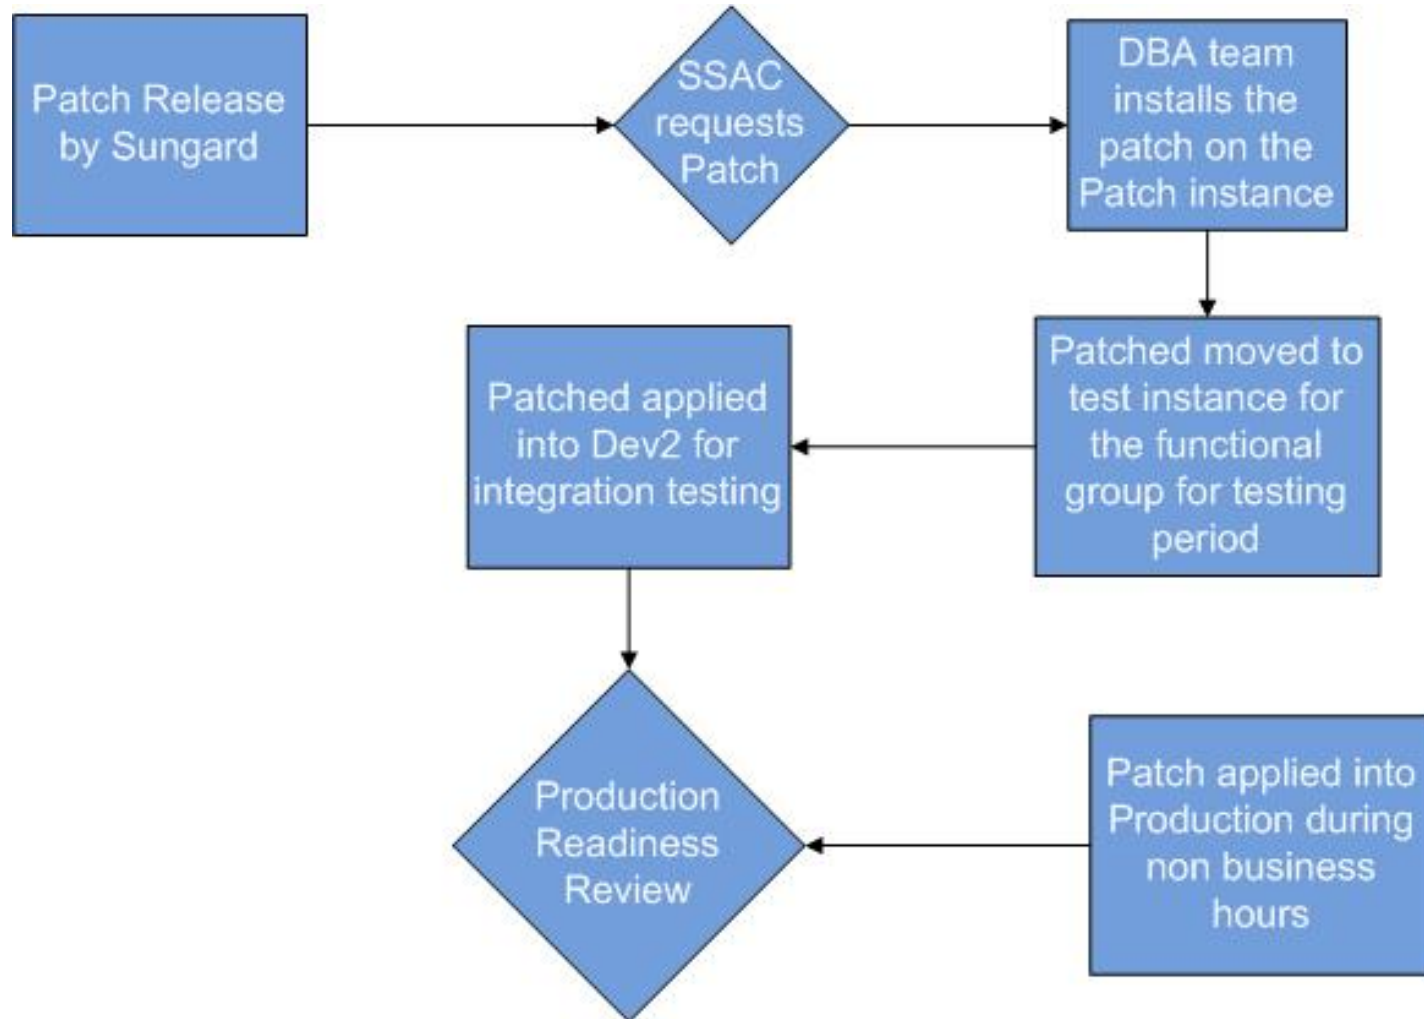 Patch Release
by Sungard
SSAC
requests
Patch
DBA team
installs the
patch on the
Patch instance
Patched moved to
test instance for
the functional
group for testing
period
Patched applied
into Dev2 for
integration testing
Production
Readiness
Review
Patch applied into
Production during
non business
hours